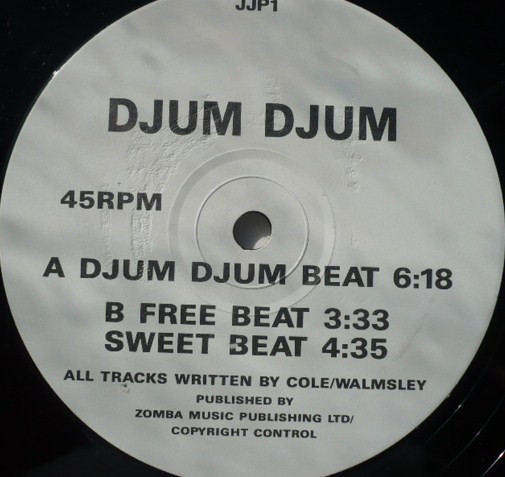 JJP1
DJUM DJUM
45RPM
A DJUM DJUM BEAT 6:18
B FREE BEAT 3:33
SWEET BEAT 4:35
ALL TRACKS WRITTEN BY COLE/WALMSLEY
PUBLISHED BY
ZOMBA MUSIC PUBLISHING LTD/
COPYRIGHT CONTROL